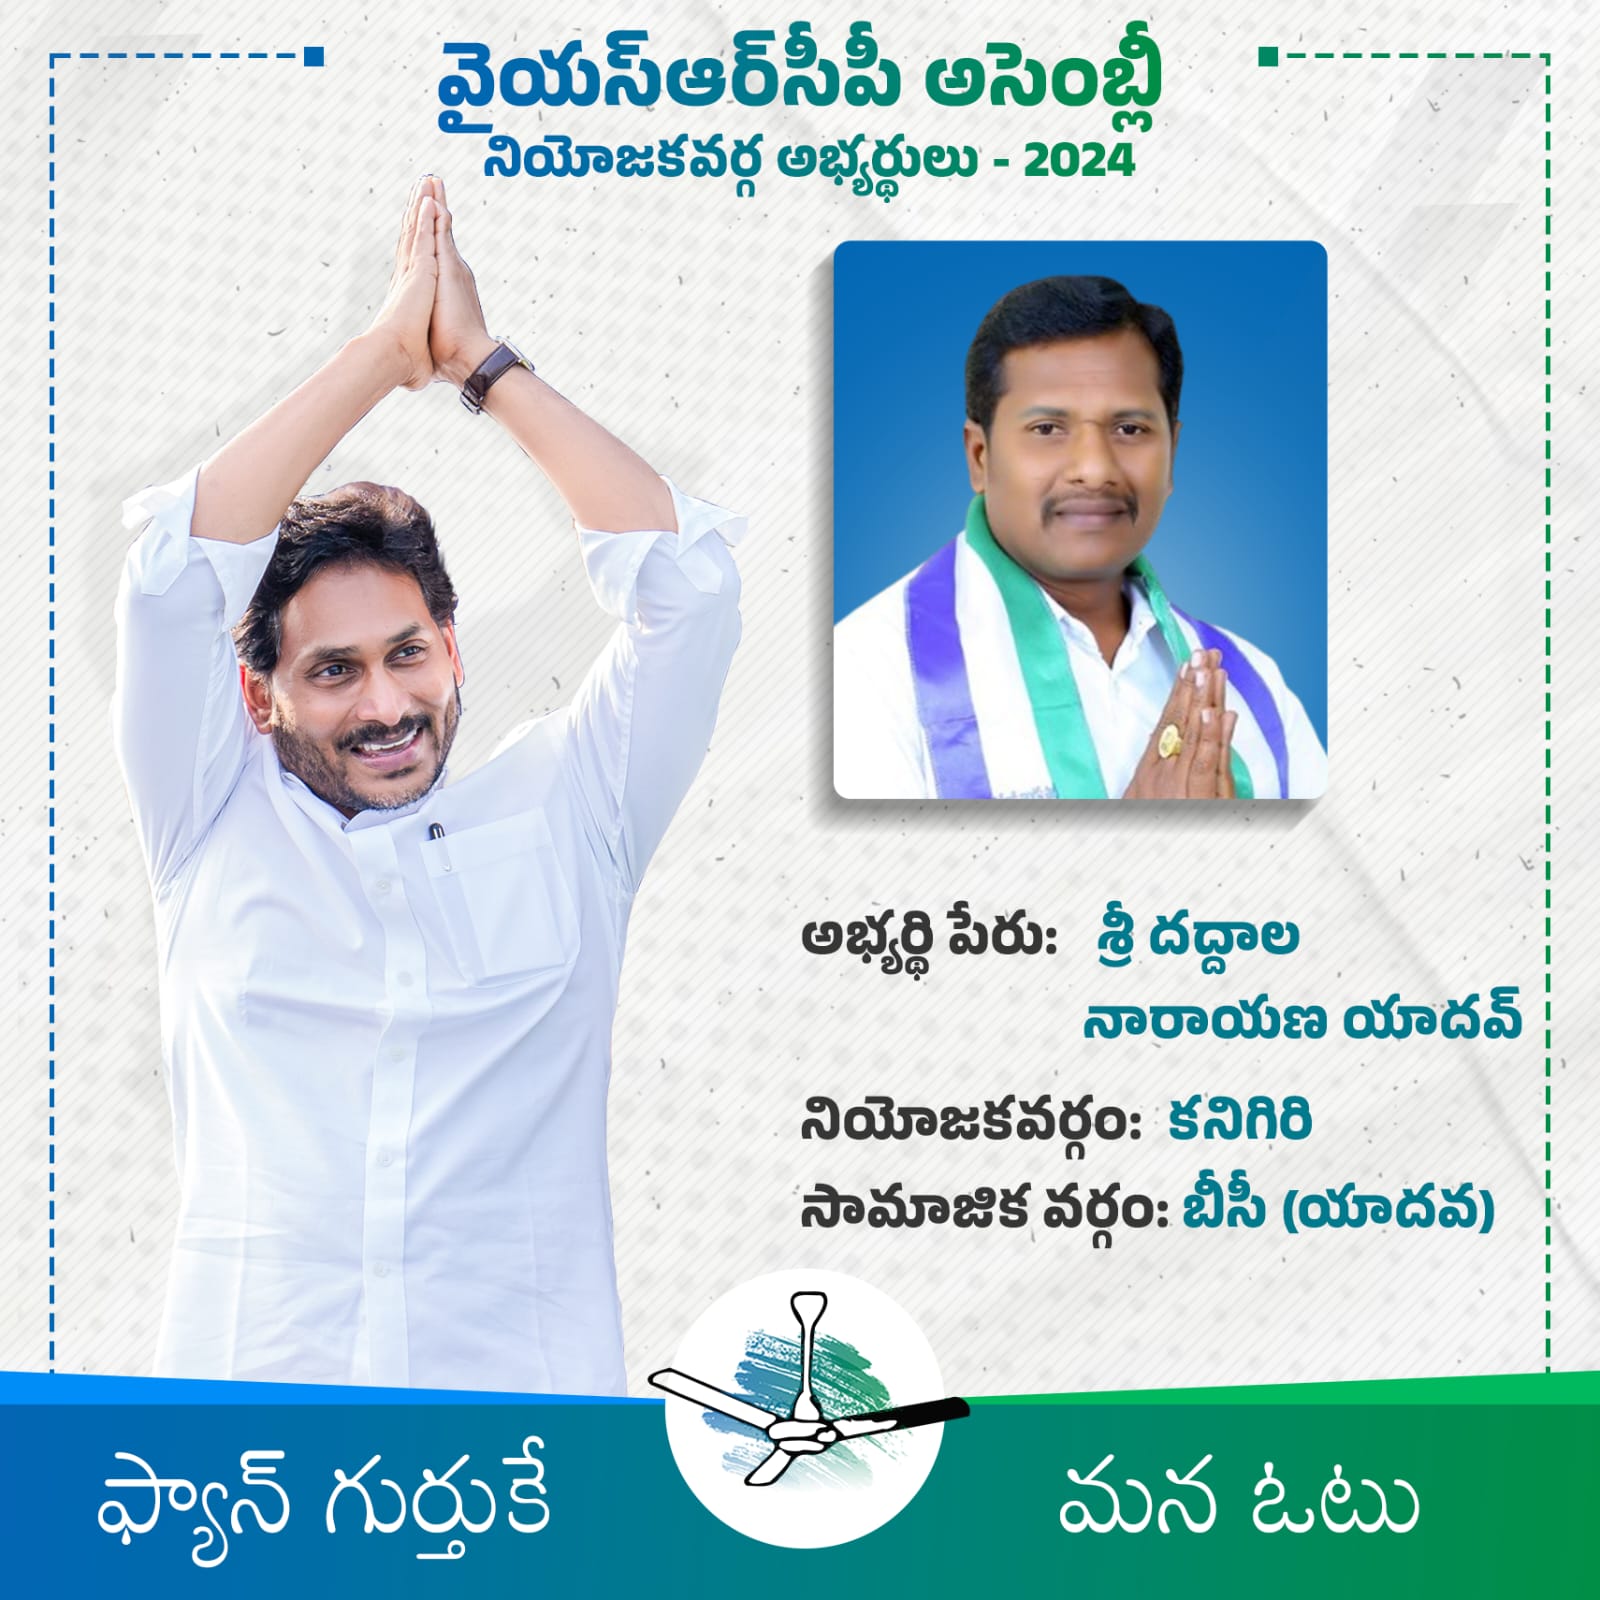 వైయస్ఆర్‌సీపీ అసెంబ్లీ
నియోజకవర్గ అభ్యర్థులు - 2024
అభ్యర్థి పేరు: శ్రీ దద్దాల
నారాయణ యాదవ్
నియోజకవర్గం: కనిగిరి
సామాజిక వర్గం: బీసీ (యాదవ)
ఫ్యాన్ గుర్తుకే మన ఓటు